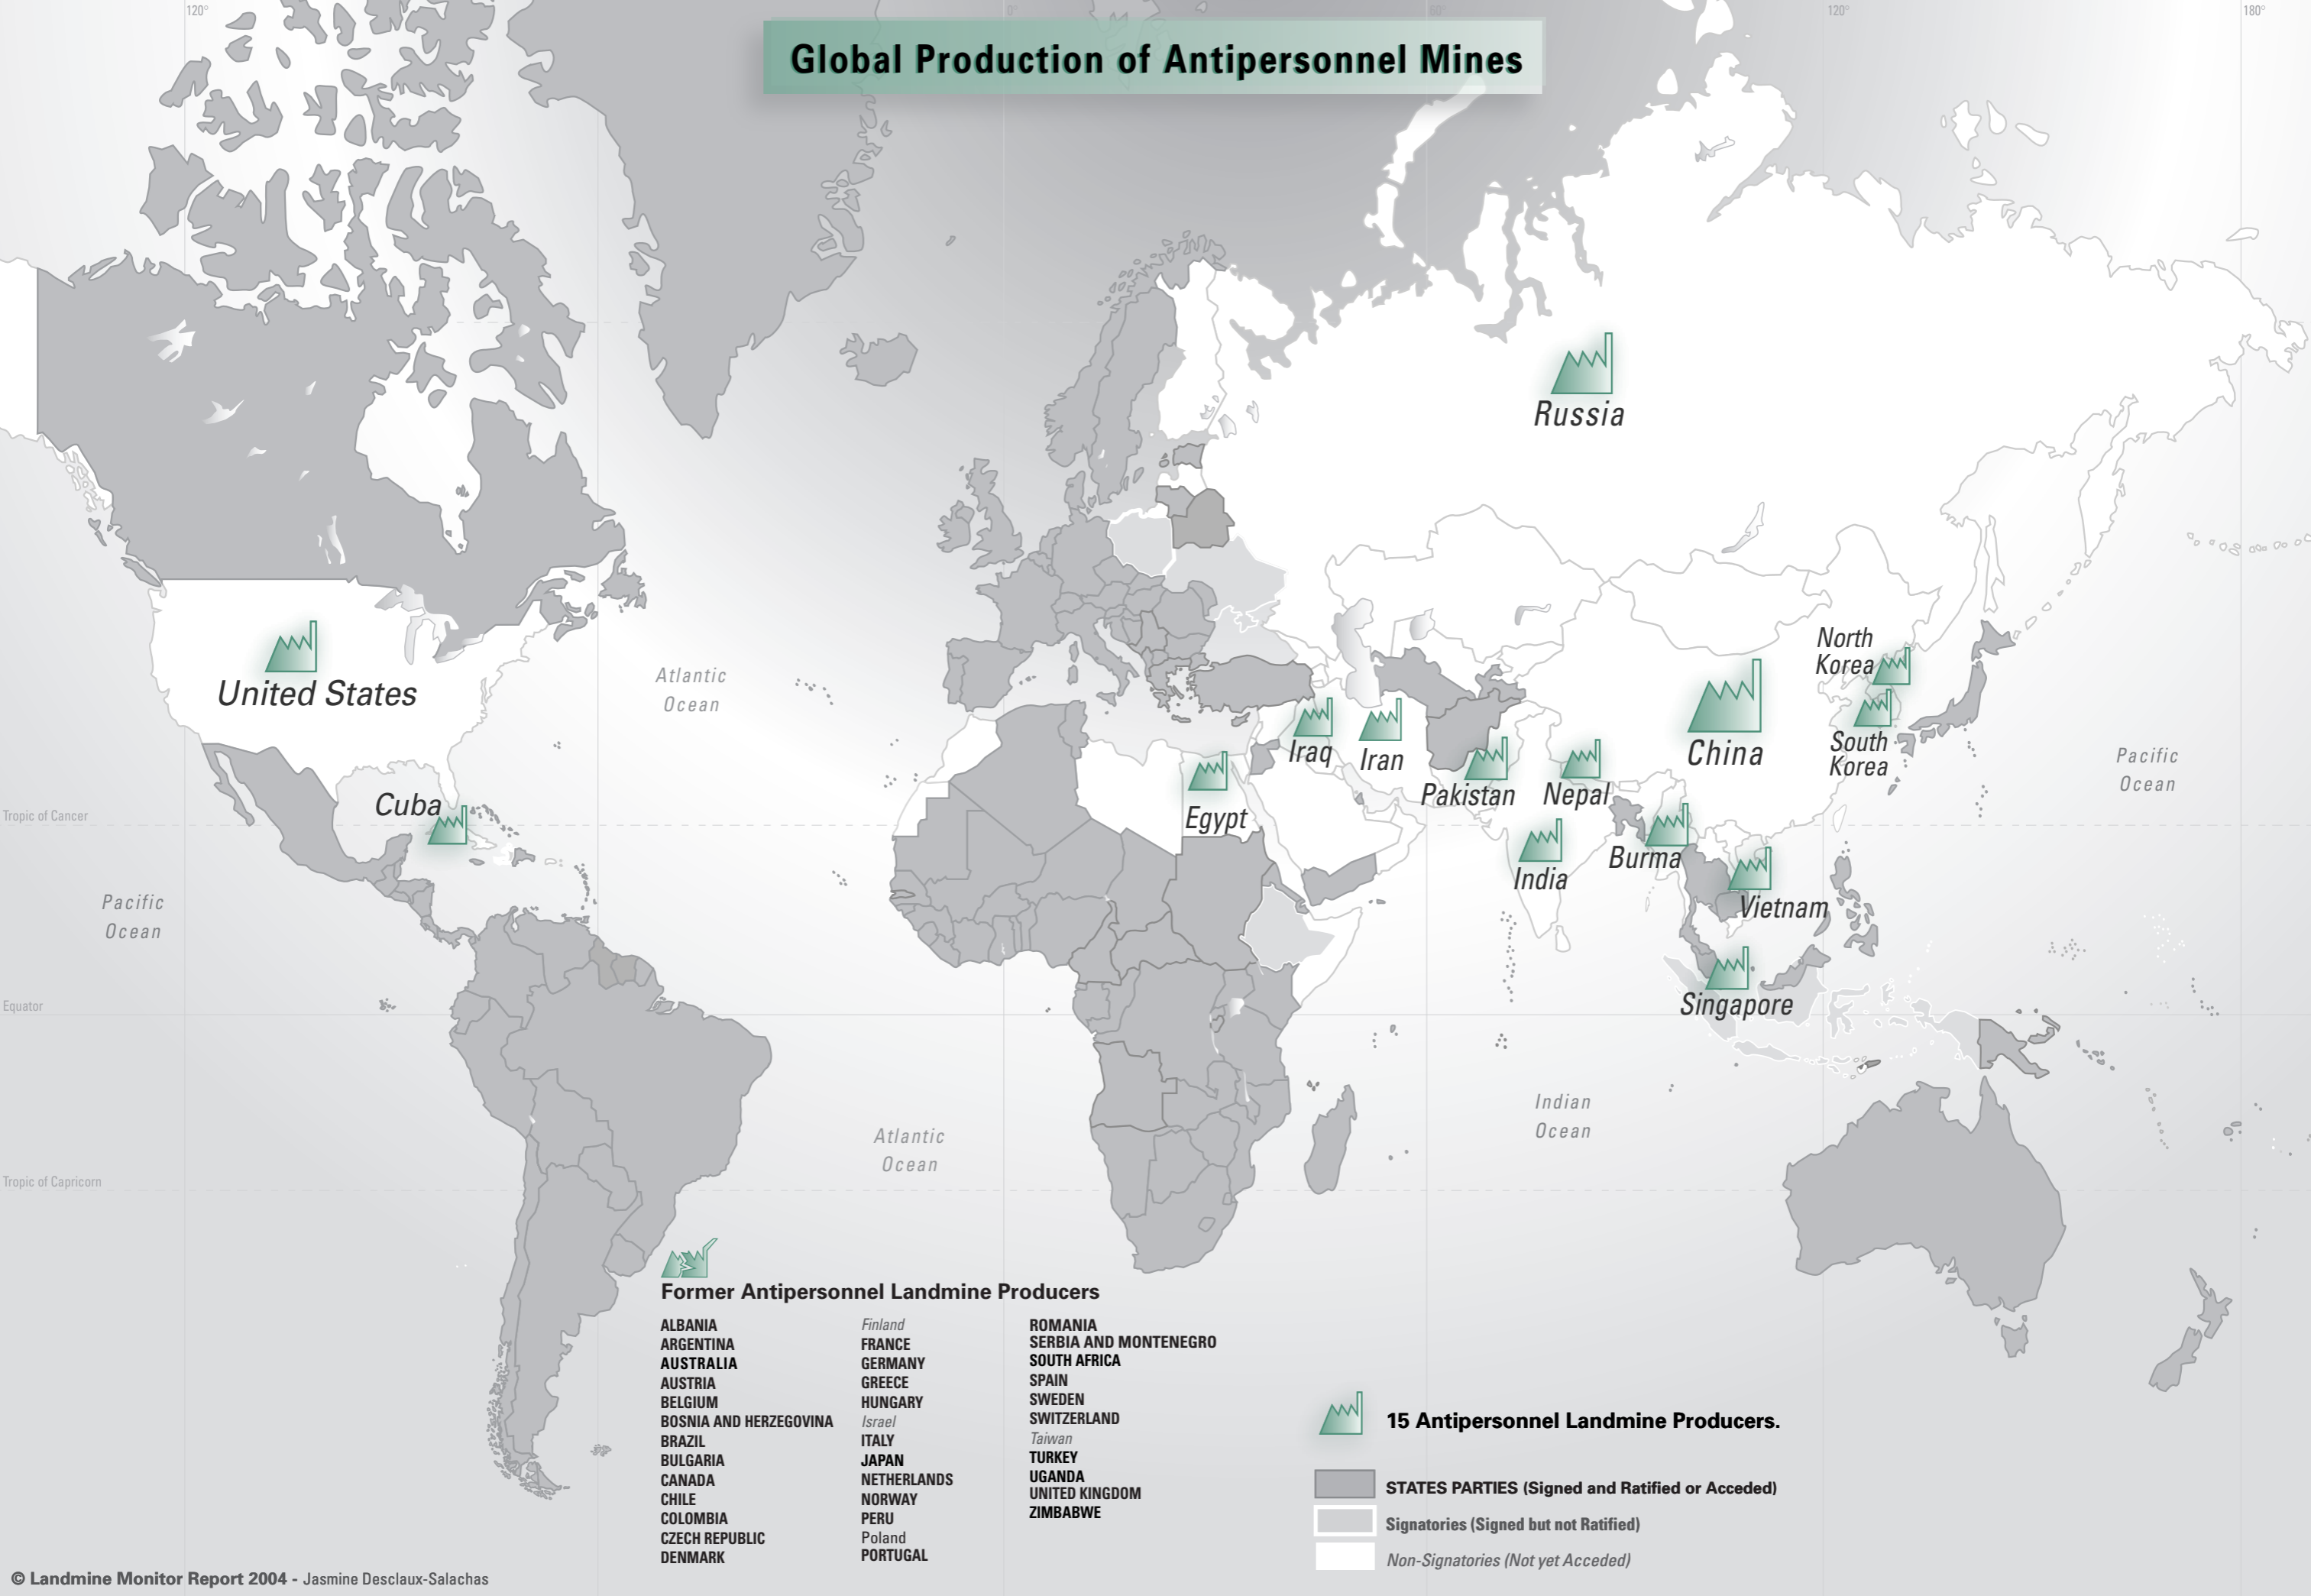 120°
0°
60°
120°
180°
Global Production of Antipersonnel Mines
Russia
United States
Atlantic
Ocean
North
Korea
South
Korea
China
Iraq
Iran
Pakistan
Nepal
Pacific
Ocean
Cuba
Egypt
Tropic of Cancer
Burma
India
Vietnam
Pacific
Ocean
Equator
Singapore
Indian
Ocean
Atlantic
Ocean
Tropic of Capricorn
Former Antipersonnel Landmine Producers
ALBANIA
ARGENTINA
AUSTRALIA
AUSTRIA
BELGIUM
BOSNIA AND HERZEGOVINA
BRAZIL
BULGARIA
CANADA
CHILE
COLOMBIA
CZECH REPUBLIC
DENMARK
Finland
FRANCE
GERMANY
GREECE
HUNGARY
Israel
ITALY
JAPAN
NETHERLANDS
NORWAY
PERU
Poland
PORTUGAL
ROMANIA
SERBIA AND MONTENEGRO
SOUTH AFRICA
SPAIN
SWEDEN
SWITZERLAND
Taiwan
TURKEY
UGANDA
UNITED KINGDOM
ZIMBABWE
15 Antipersonnel Landmine Producers.
STATES PARTIES (Signed and Ratified or Acceded)
Signatories (Signed but not Ratified)
Non-Signatories (Not yet Acceded)
© Landmine Monitor Report 2004 - Jasmine Desclaux-Salachas